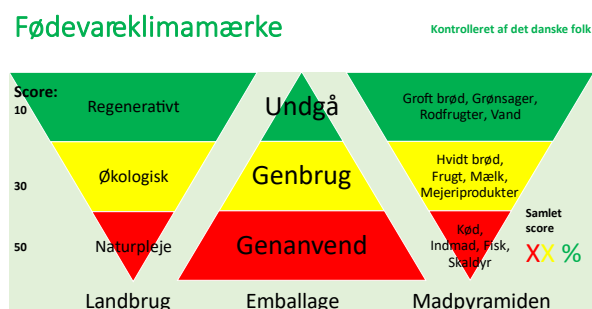 Fødevareklimamærke
Kontrolleret af det danske folk
Score:
10
30
50
Regenerativt
Økologisk
Naturpleje
Landbrug
Undgå
Genbrug
Genanvend
Emballage
Groft brød, Grønsager,
Rodfrugter, Vand
Hvidt brød,
Frugt, Mælk,
Mejeriprodukter
Kød,
Indmad, Fisk,
Skaldyr
Madpyramiden
Samlet
score
XX %